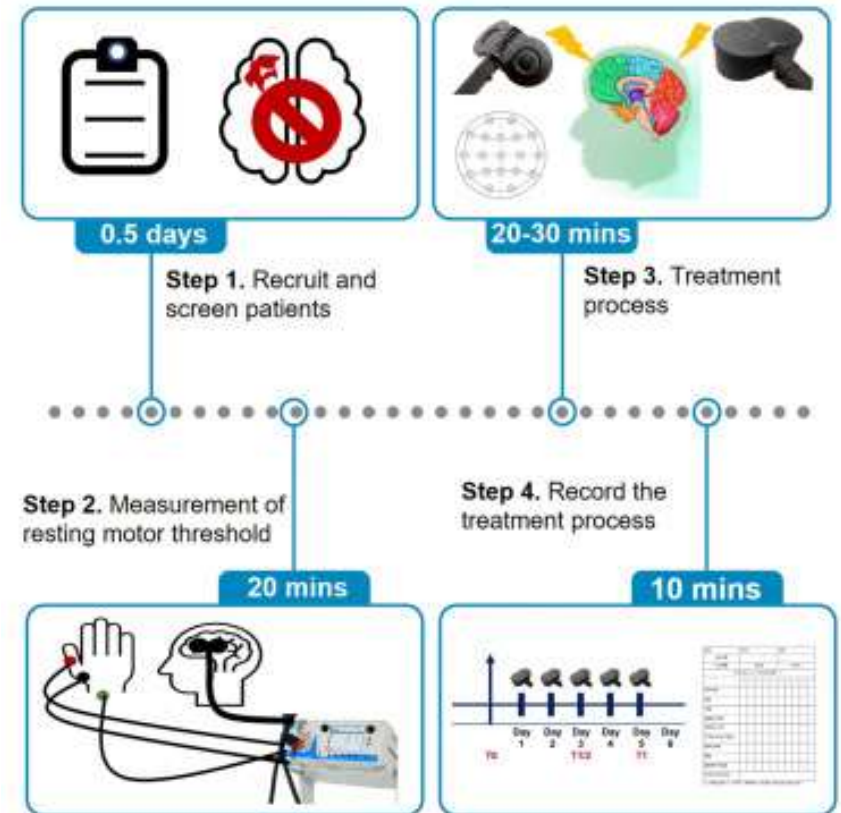 0.5 days
20-30 mins
Step 1. Recruit and
screen patients
Step 3. Treatment
process
Step 2. Measurement of
resting motor threshold
Step 4. Record the
treatment process
20 mins
10 mins
Day Day Day Day Day Day
1 2 3 4 5 6
T0 T1/2 T1